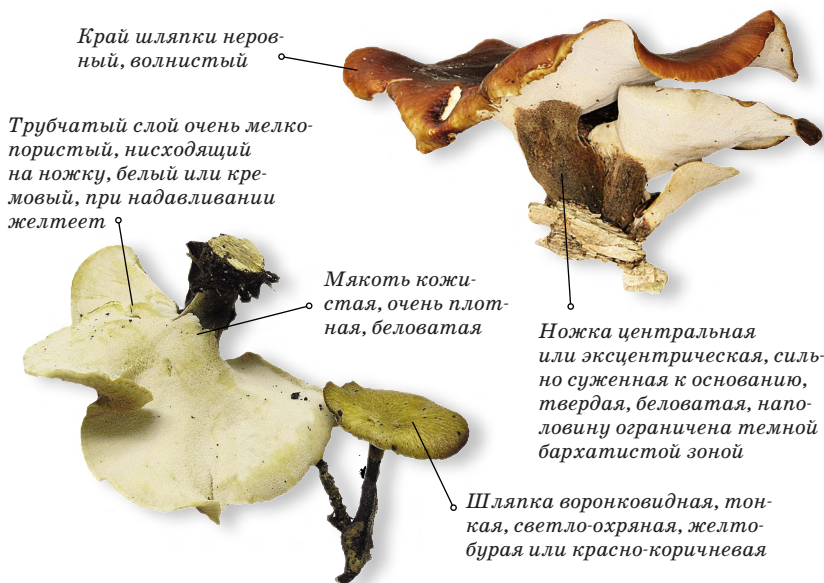 Край шляпки неров-
ный, волнистый
Трубчатый слой очень мелко-
пористый, нисходящий
на ножку, белый или кре-
мовый, при надавливании
желтеет
Мякоть кожи-
стая, очень плот-
ная, беловатая
Ножка центральная
или эксцентрическая, силь-
но суженная к основанию,
твердая, беловатая, напо-
ловину ограничена темной
бархатистой зоной
Шляпка воронковидная, тон-
кая, светло-охряная, желто-
бурая или красно-коричневая